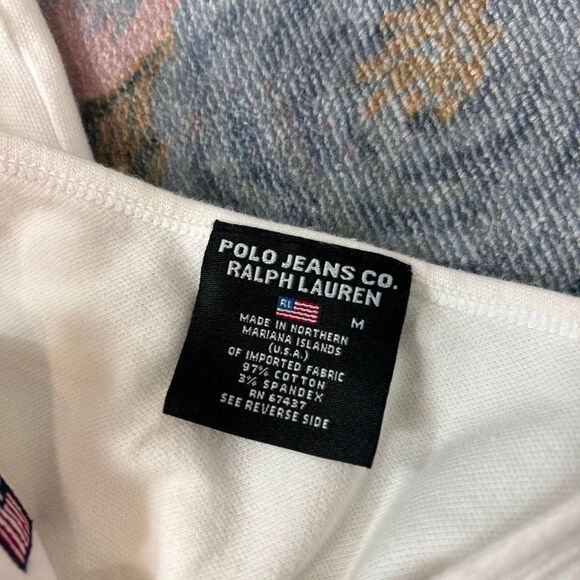 POLO JEANS CO.
RALPH LAUREN
RL M
MADE IN NORTHERN
MARIANA ISLANDS
(U.S.A.)
OF IMPORTED FABRIC
97% COTTON
3% SPANDEX
RN 67437
SEE REVERSE SIDE